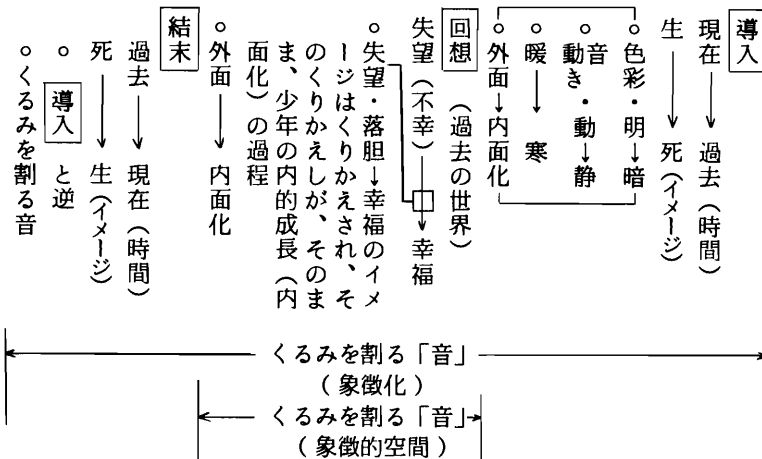 導入
現在 → 過去（時間）
生 → 死（イメージ）
○色彩・明→暗
音
動き・動→静
○暖 → 寒
○外面→内面化
回想 （過去の世界）
失望（不幸）→幸福
○失望・落胆→幸福のイメ
ージはくりかえされ、そ
のくりかえしが、そのま
ま、少年の内的成長（内
面化）の過程
○外面 → 内面化
結末
過去 → 現在（時間）
死 → 生（イメージ）
○ 導入 と逆
○くるみを割る音
くるみを割る「音」
（象徴化）
くるみを割る「音」
（象徴的空間）